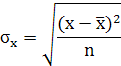 σₓ = √((x − x̄)² / n)